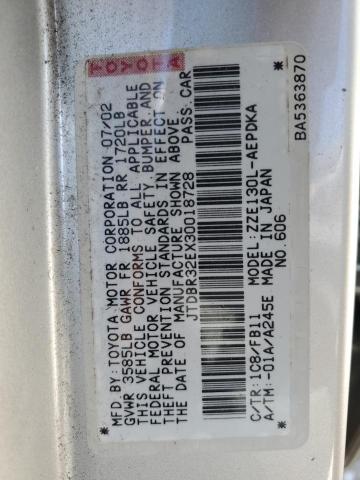 TOYOTA
MFD.BY:TOYOTA MOTOR CORPORATION 07/02
GVWR 3585LB GAWR FR 1885LB RR 1720LB
THIS VEHICLE CONFORMS TO ALL APPLICABLE
FEDERAL MOTOR VEHICLE SAFETY,BUMPER,AND
THEFT PREVENTION STANDARDS IN EFFECT ON
THE DATE OF MANUFACTURE SHOWN ABOVE.
JTDBR32EX30018728 PASS.CAR
C/TR:1C8/FB11 MODEL:ZZE130L-AEPDKA
A/TM:-01A/A245E MADE IN JAPAN
* NO.606 *
BA5363870